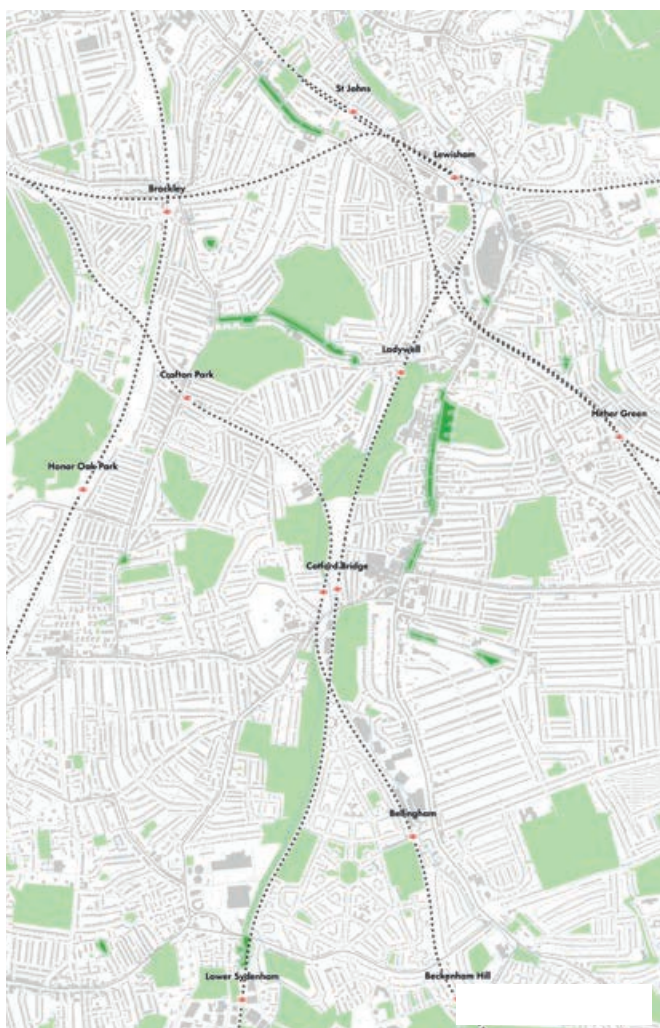 St Johns
Lewisham
Brockley
Ladywell
Crofton Park
Hither Green
Honor Oak Park
Catford Bridge
Bellingham
Lower Sydenham
Beckenham Hill